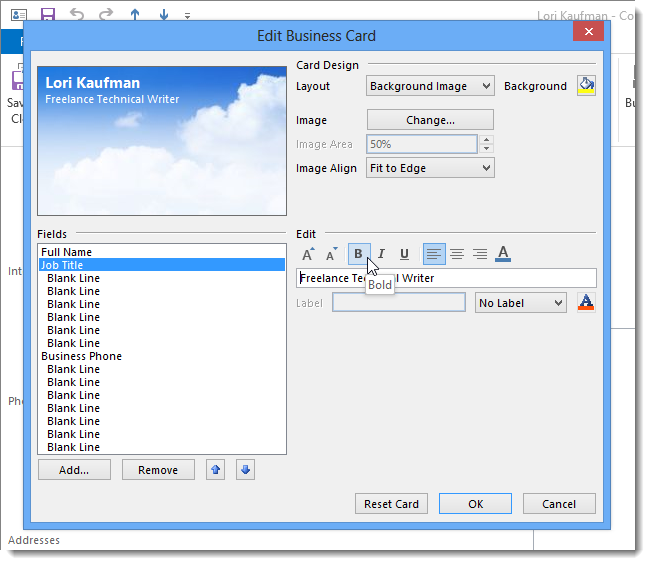 Lori Kaufman - Co
Edit Business Card
Sav
Cl
Bu
Lori Kaufman
Freelance Technical Writer
Card Design
Layout
Background Image
Background
Image
Change...
Image Area
50%
Image Align
Fit to Edge
Fields
Full Name
Job Title
Blank Line
Blank Line
Blank Line
Blank Line
Blank Line
Blank Line
Business Phone
Blank Line
Blank Line
Blank Line
Blank Line
Blank Line
Blank Line
Blank Line
Edit
A A B I U A
Freelance Technical Writer
Bold
Label
No Label
A
Int
Pho
Add...
Remove
Reset Card
OK
Cancel
Addresses